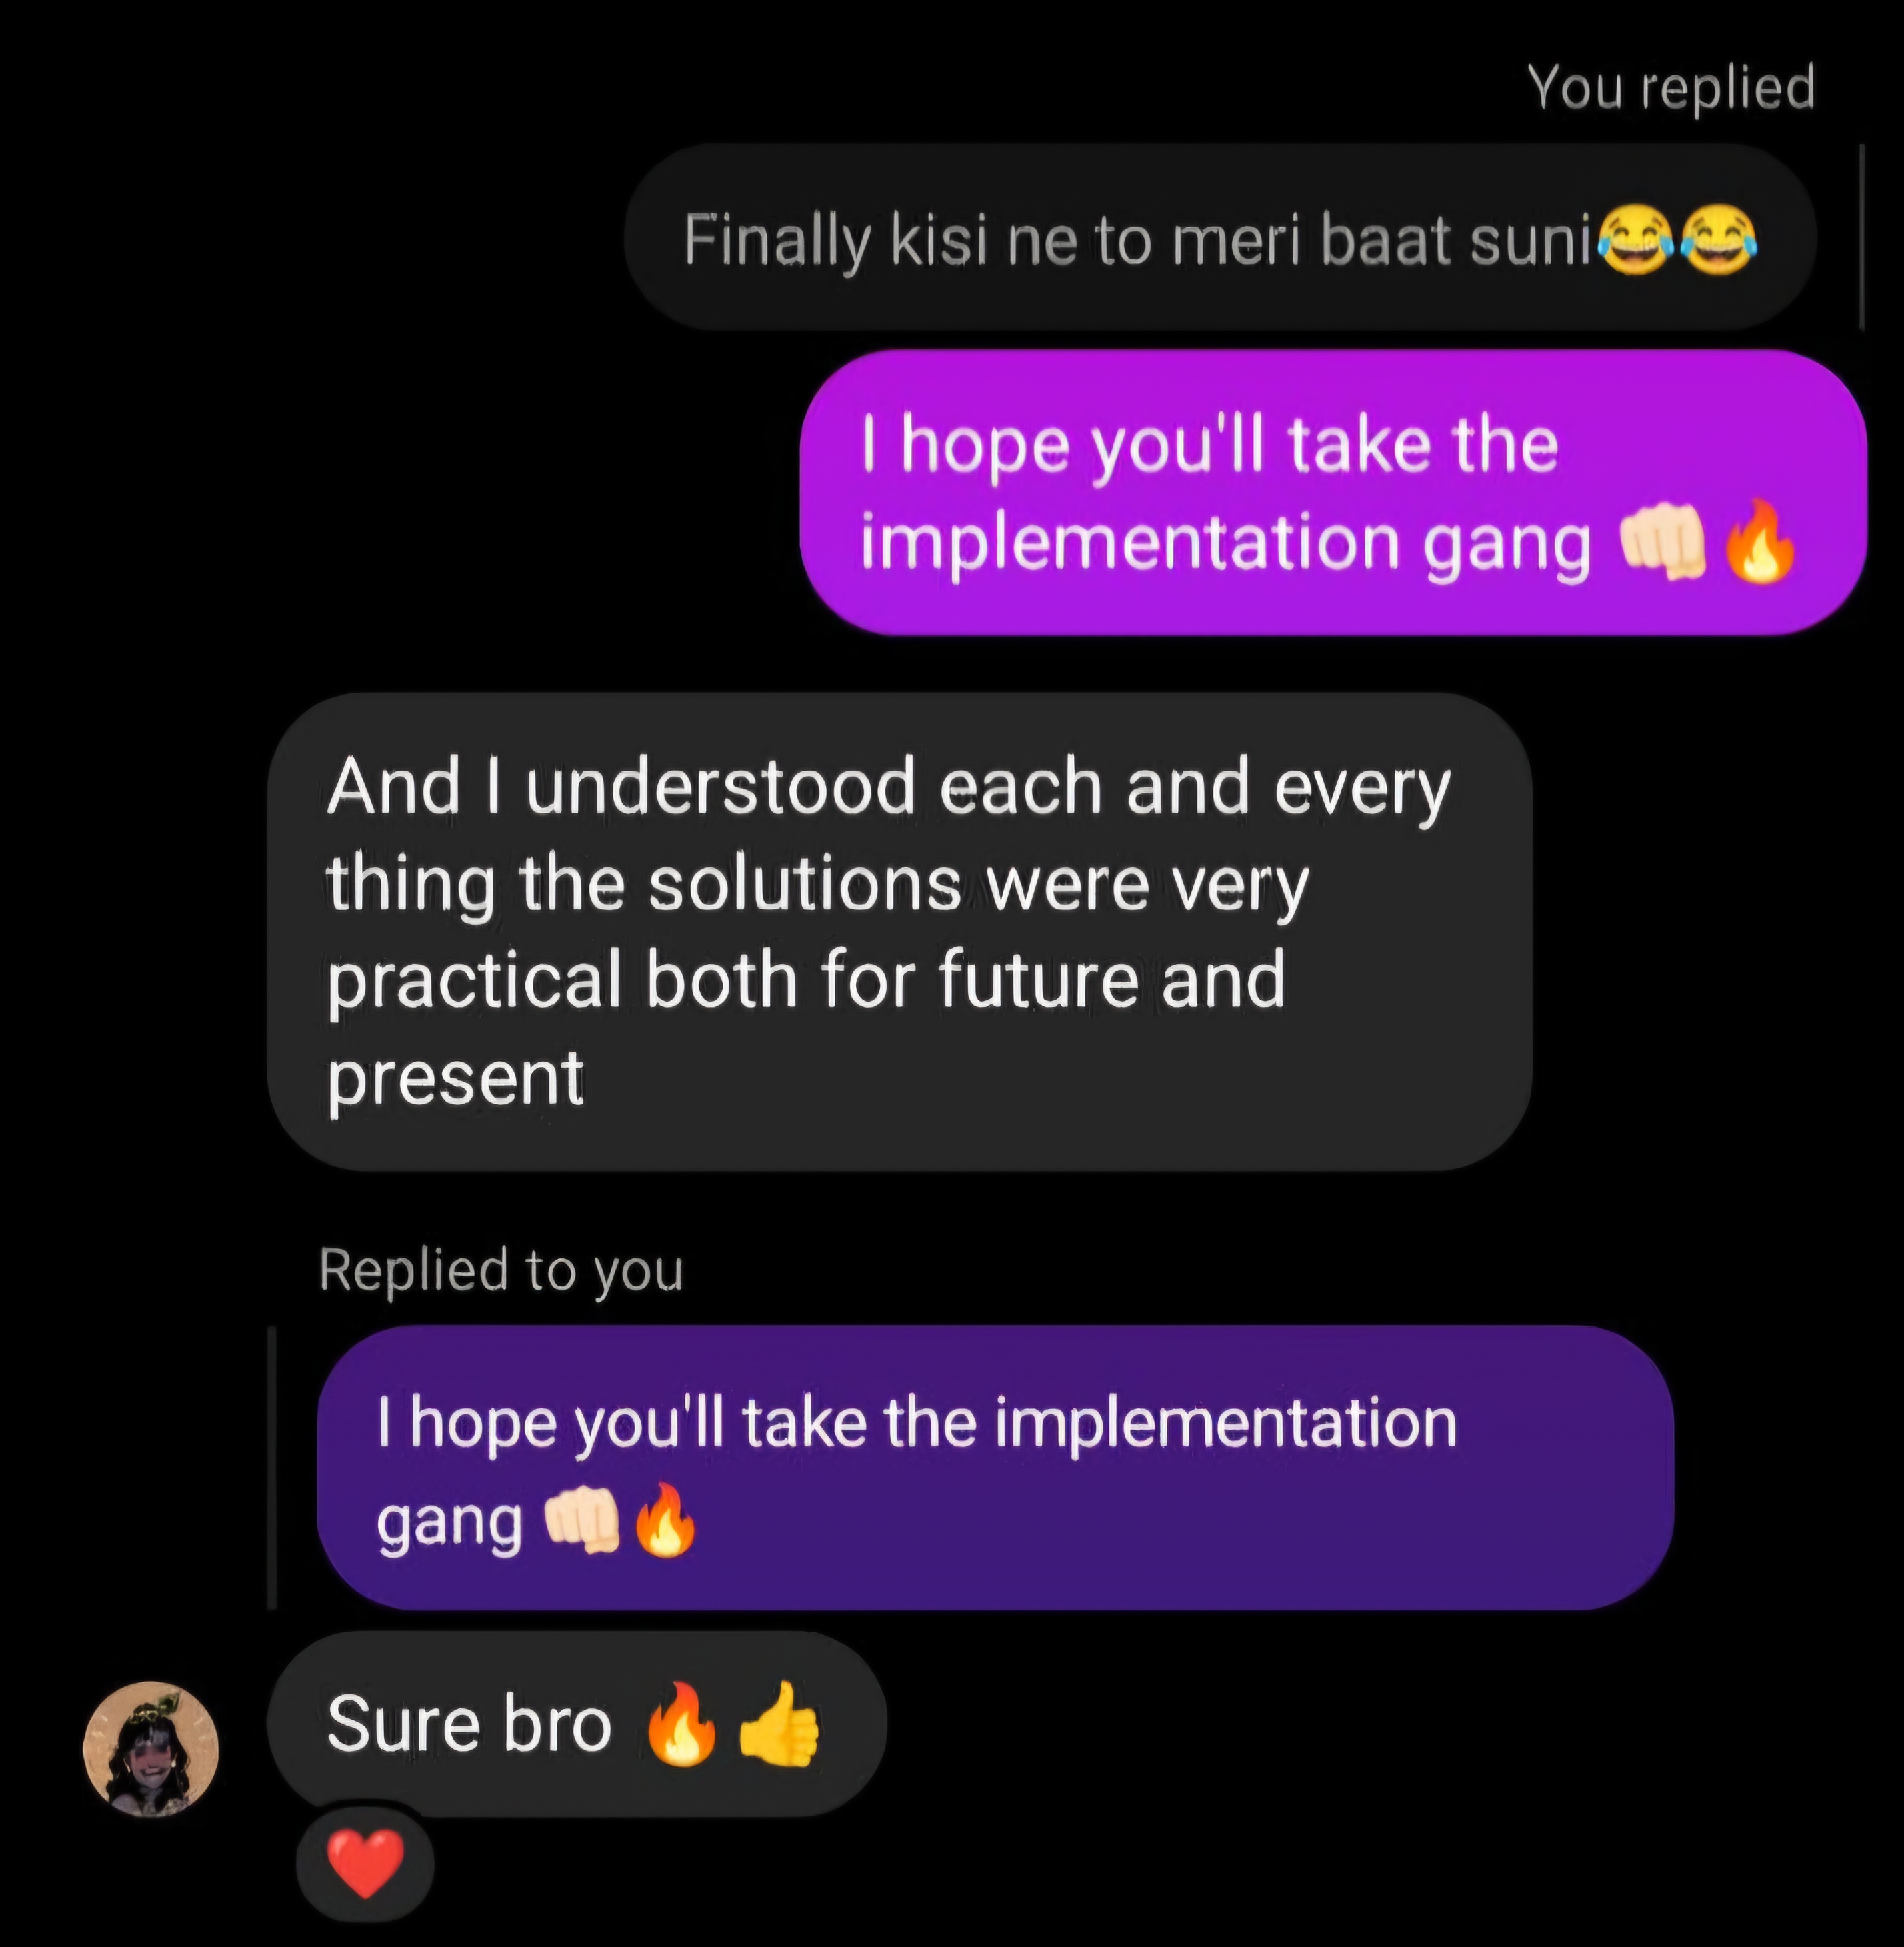 You replied
Finally kisi ne to meri baat suni😂😂
I hope you'll take the
implementation gang 👊🏻🔥
And I understood each and every
thing the solutions were very
practical both for future and
present
Replied to you
I hope you'll take the implementation
gang 👊🏻🔥
Sure bro 🔥👍
❤️